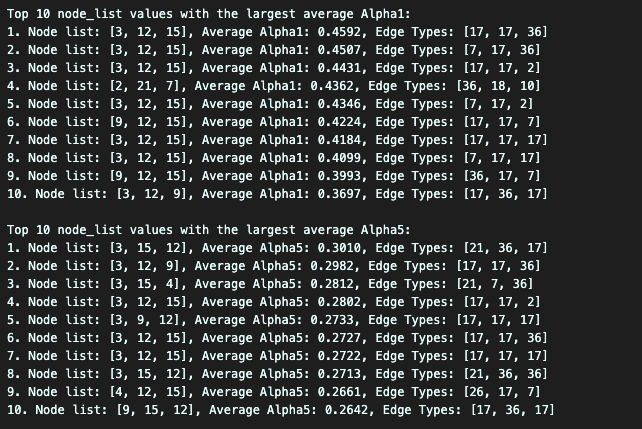 Top 10 node_list values with the largest average Alpha1:
1. Node list: [3, 12, 15], Average Alpha1: 0.4592, Edge Types: [17, 17, 36]
2. Node list: [3, 12, 15], Average Alpha1: 0.4507, Edge Types: [7, 17, 36]
3. Node list: [3, 12, 15], Average Alpha1: 0.4431, Edge Types: [17, 17, 2]
4. Node list: [2, 21, 7], Average Alpha1: 0.4362, Edge Types: [36, 18, 10]
5. Node list: [3, 12, 15], Average Alpha1: 0.4346, Edge Types: [7, 17, 2]
6. Node list: [9, 12, 15], Average Alpha1: 0.4224, Edge Types: [17, 17, 7]
7. Node list: [3, 12, 15], Average Alpha1: 0.4184, Edge Types: [17, 17, 17]
8. Node list: [3, 12, 15], Average Alpha1: 0.4099, Edge Types: [7, 17, 17]
9. Node list: [9, 12, 15], Average Alpha1: 0.3993, Edge Types: [36, 17, 7]
10. Node list: [3, 12, 9], Average Alpha1: 0.3697, Edge Types: [17, 36, 17]
Top 10 node_list values with the largest average Alpha5:
1. Node list: [3, 15, 12], Average Alpha5: 0.3010, Edge Types: [21, 36, 17]
2. Node list: [3, 12, 9], Average Alpha5: 0.2982, Edge Types: [17, 17, 36]
3. Node list: [3, 15, 4], Average Alpha5: 0.2812, Edge Types: [21, 7, 36]
4. Node list: [3, 12, 15], Average Alpha5: 0.2802, Edge Types: [17, 17, 2]
5. Node list: [3, 9, 12], Average Alpha5: 0.2733, Edge Types: [17, 17, 17]
6. Node list: [3, 12, 15], Average Alpha5: 0.2727, Edge Types: [17, 17, 36]
7. Node list: [3, 12, 15], Average Alpha5: 0.2722, Edge Types: [17, 17, 17]
8. Node list: [3, 15, 12], Average Alpha5: 0.2713, Edge Types: [21, 36, 36]
9. Node list: [4, 12, 15], Average Alpha5: 0.2661, Edge Types: [26, 17, 7]
10. Node list: [9, 15, 12], Average Alpha5: 0.2642, Edge Types: [17, 36, 17]